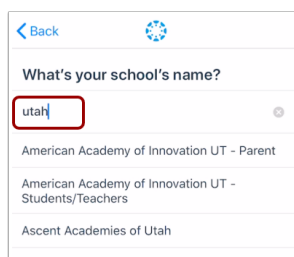 Back
What's your school's name?
utah
American Academy of Innovation UT - Parent
American Academy of Innovation UT -
Students/Teachers
Ascent Academies of Utah